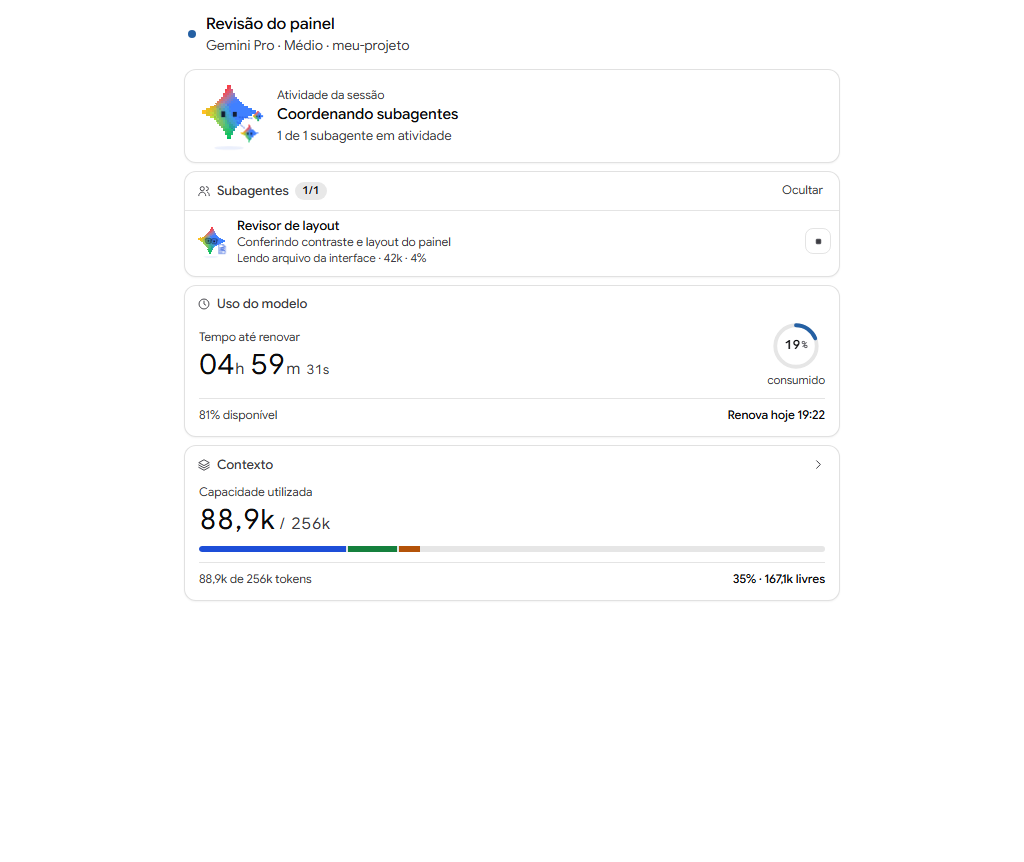 Revisão do painel
Gemini Pro · Médio · meu-projeto
Atividade da sessão
Coordenando subagentes
1 de 1 subagente em atividade
Subagentes 1/1 Ocultar
Revisor de layout
Conferindo contraste e layout do painel
Lendo arquivo da interface · 42k · 4%
Uso do modelo
Tempo até renovar
04h 59m 31s
19%
consumido
81% disponível
Renova hoje 19:22
Contexto
Capacidade utilizada
88,9k / 256k
88,9k de 256k tokens
35% · 167,1k livres